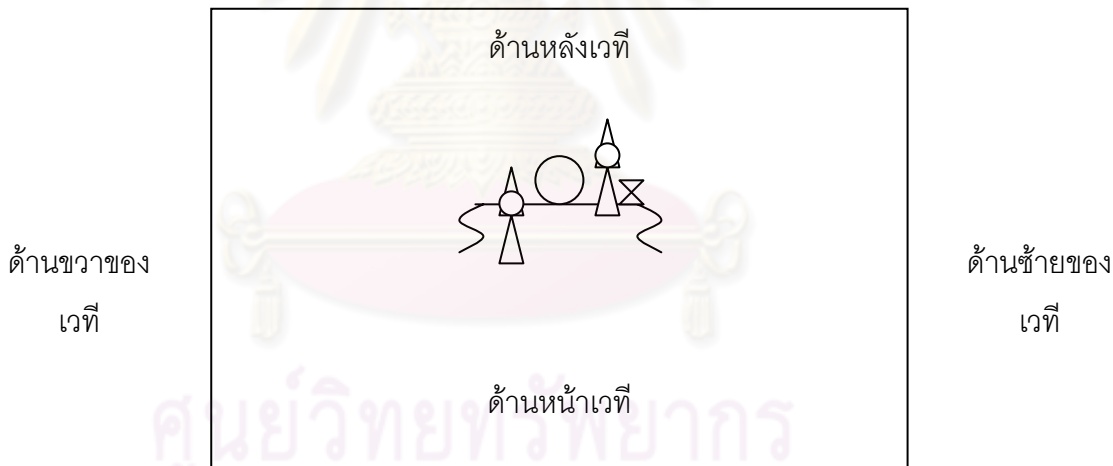 ด้านหลังเวที
ด้านขวาของ
เวที
ด้านซ้ายของ
เวที
ด้านหน้าเวที
ศูนย์วิทยทรัพยากร